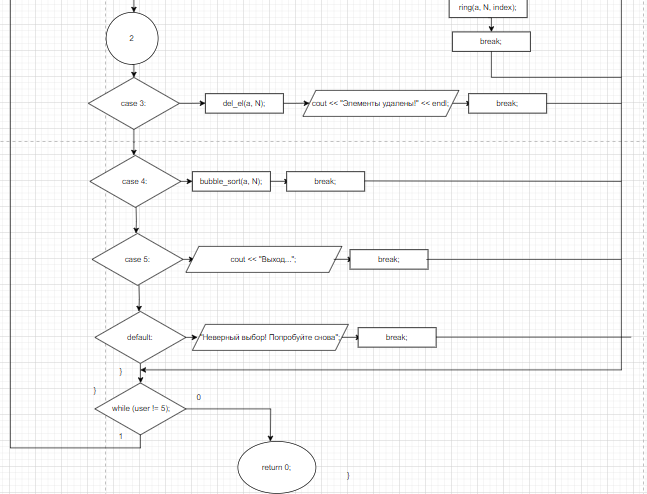 ring(a, N, index);
2
break;
case 3:
del_el(a, N);
cout << "Элементы удалены!" << endl;
break;
case 4:
bubble_sort(a, N);
break;
case 5:
cout << "Выход...";
break;
default:
"Неверный выбор! Попробуйте снова";
break;
}
}
while (user != 5);
0
1
return 0;
}